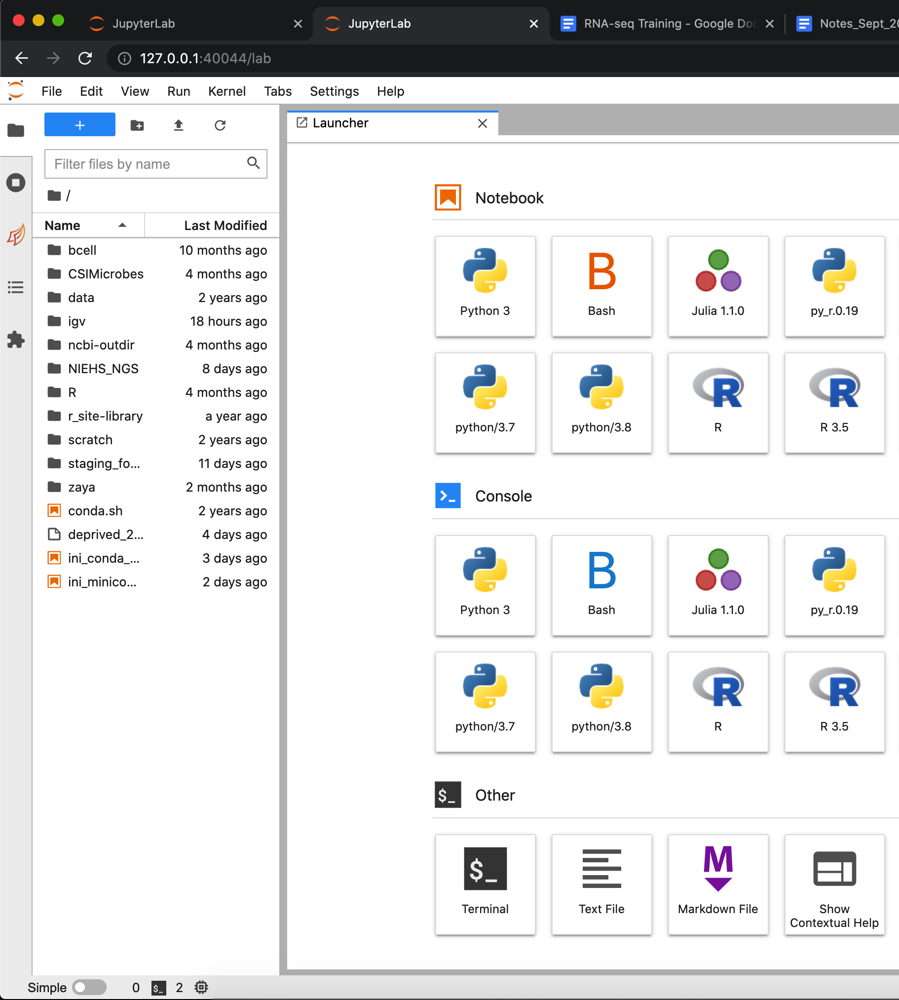 JupyterLab
JupyterLab
RNA-seq Training - Google Doc
Notes_Sept_20
127.0.0.1:40044/lab
File Edit View Run Kernel Tabs Settings Help
+
Launcher
Filter files by name
/
Name Last Modified
bcell 10 months ago
CSIMicrobes 4 months ago
data 2 years ago
igv 18 hours ago
ncbi-outdir 4 months ago
NIEHS_NGS 8 days ago
R 4 months ago
r_site-library a year ago
scratch 2 years ago
staging_fo... 11 days ago
zaya 2 months ago
conda.sh 2 years ago
deprived_2... 4 days ago
ini_conda_... 3 days ago
ini_minico... 2 days ago
Notebook
Python 3
B
Bash
Julia 1.1.0
py_r.0.19
python/3.7
python/3.8
R
R
R
R 3.5
Console
Python 3
B
Bash
Julia 1.1.0
py_r.0.19
python/3.7
python/3.8
R
R
R
R 3.5
$_
Other
$_
Terminal
Text File
M
Markdown File
Show
Contextual Help
Simple 0 $_ 2